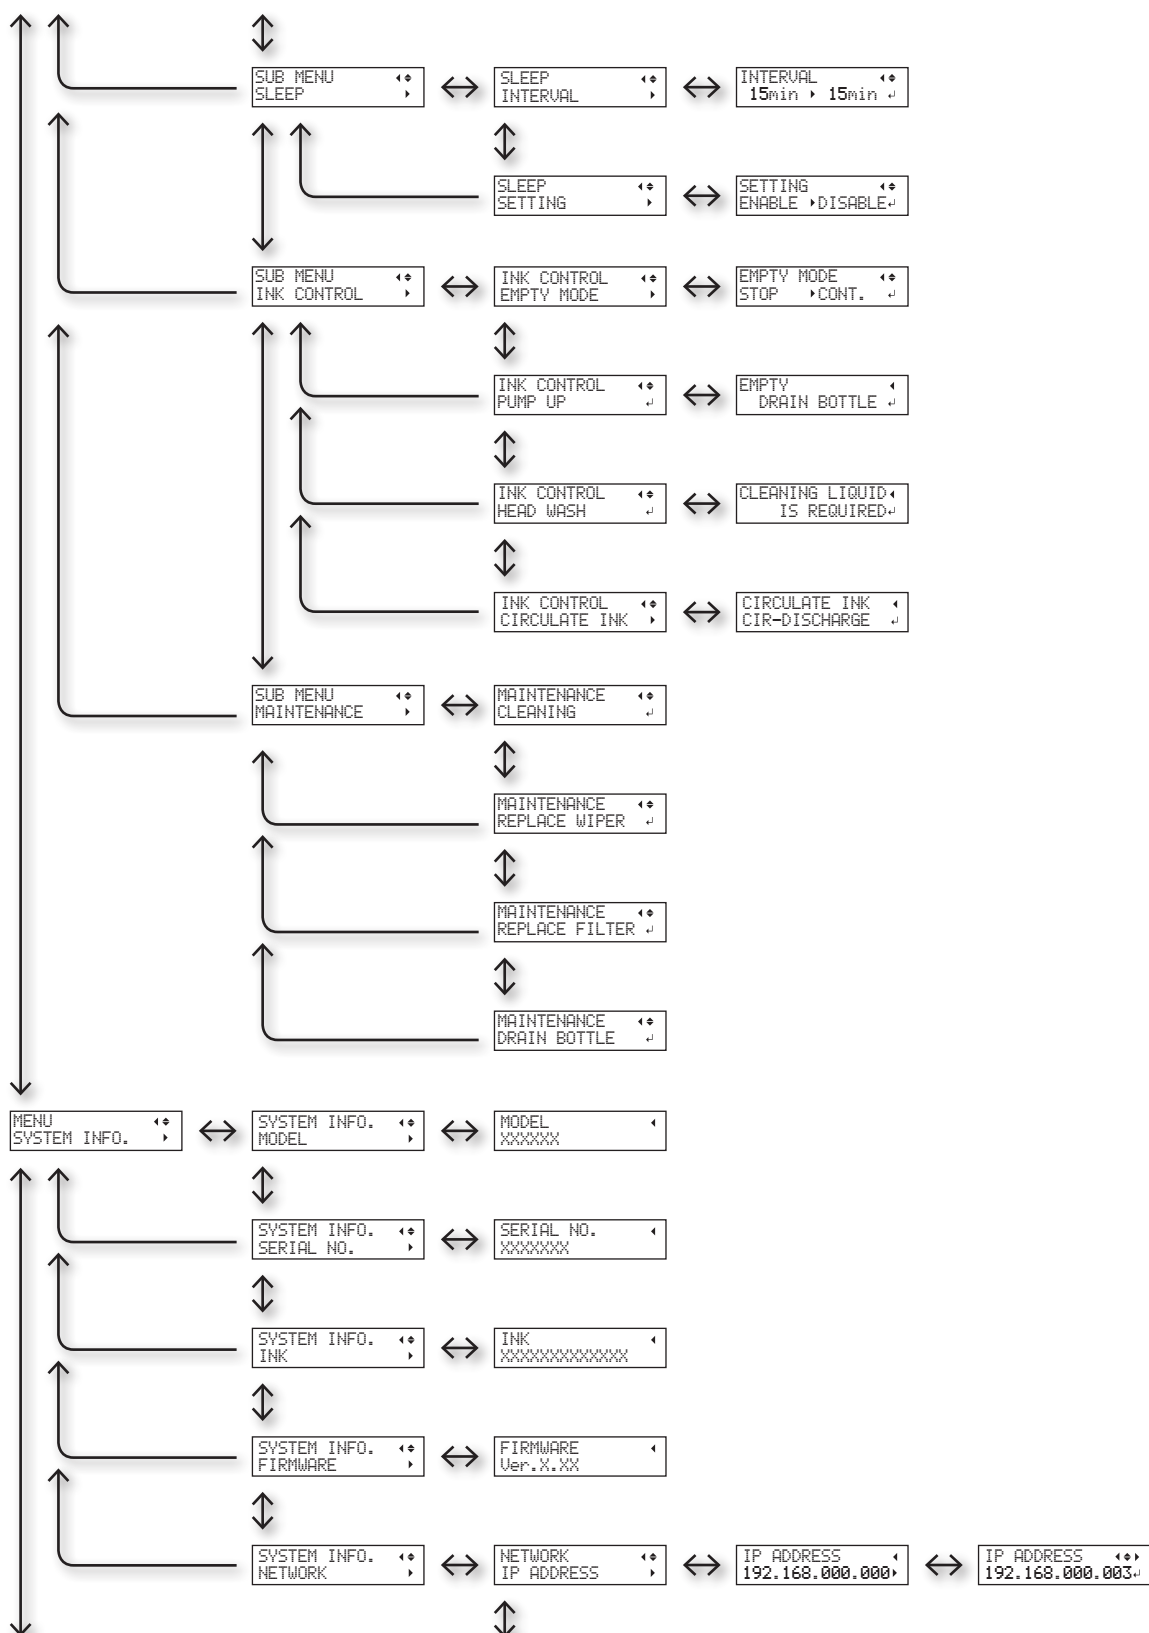 SUB MENU
SLEEP
SLEEP
INTERVAL
INTERVAL
15min 15min
SLEEP
SETTING
SETTING
ENABLE DISABLE
SUB MENU
INK CONTROL
INK CONTROL
EMPTY MODE
EMPTY MODE
STOP CONT.
INK CONTROL
PUMP UP
EMPTY
DRAIN BOTTLE
INK CONTROL
HEAD WASH
CLEANING LIQUID
IS REQUIRED
INK CONTROL
CIRCULATE INK
CIRCULATE INK
CIR-DISCHARGE
SUB MENU
MAINTENANCE
MAINTENANCE
CLEANING
MAINTENANCE
REPLACE WIPER
MAINTENANCE
REPLACE FILTER
MAINTENANCE
DRAIN BOTTLE
MENU
SYSTEM INFO.
SYSTEM INFO.
MODEL
MODEL
XXXXXX
SYSTEM INFO.
SERIAL NO.
SERIAL NO.
XXXXXXX
SYSTEM INFO.
INK
INK
XXXXXXXXXXXXX
SYSTEM INFO.
FIRMWARE
FIRMWARE
Ver.X.XX
SYSTEM INFO.
NETWORK
NETWORK
IP ADDRESS
IP ADDRESS
192.168.000.000
IP ADDRESS
192.168.000.003